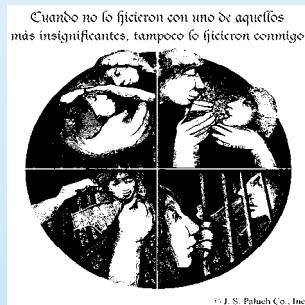 Cuando no lo hicieron con uno de aquellos
más insignificantes, tampoco lo hicieron conmigo
© J. S. Paluch Co., Inc